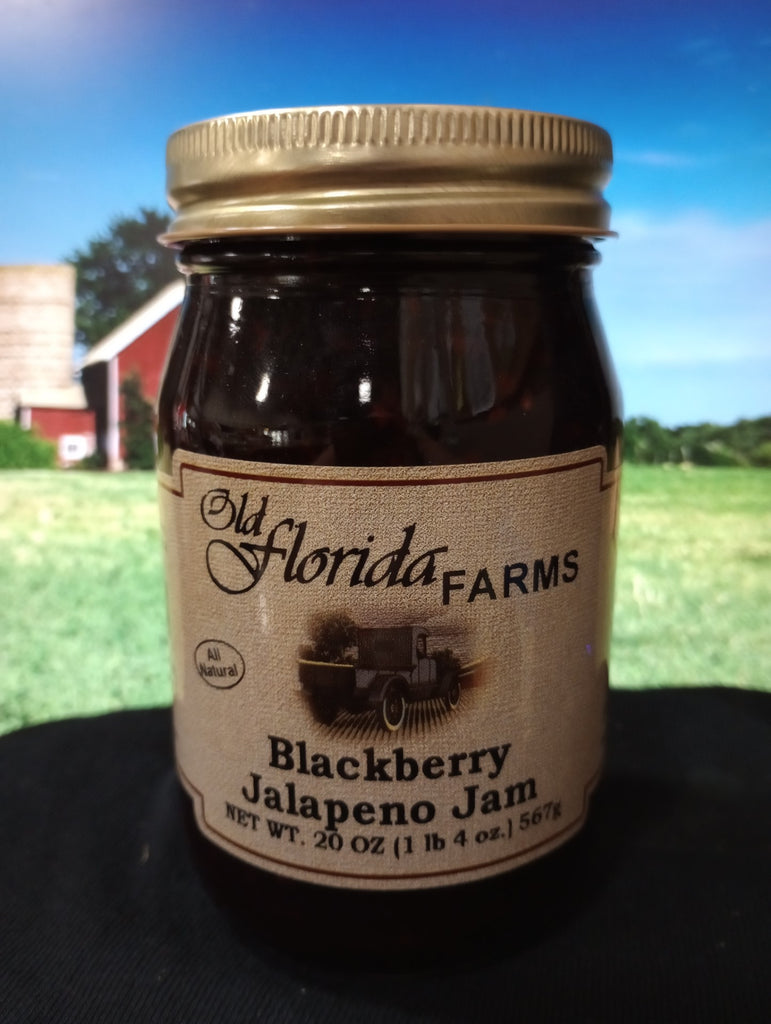 Old
Florida FARMS
All
Natural
Blackberry
Jalapeno Jam
NET WT. 20 OZ (1 lb 4 oz.) 567g